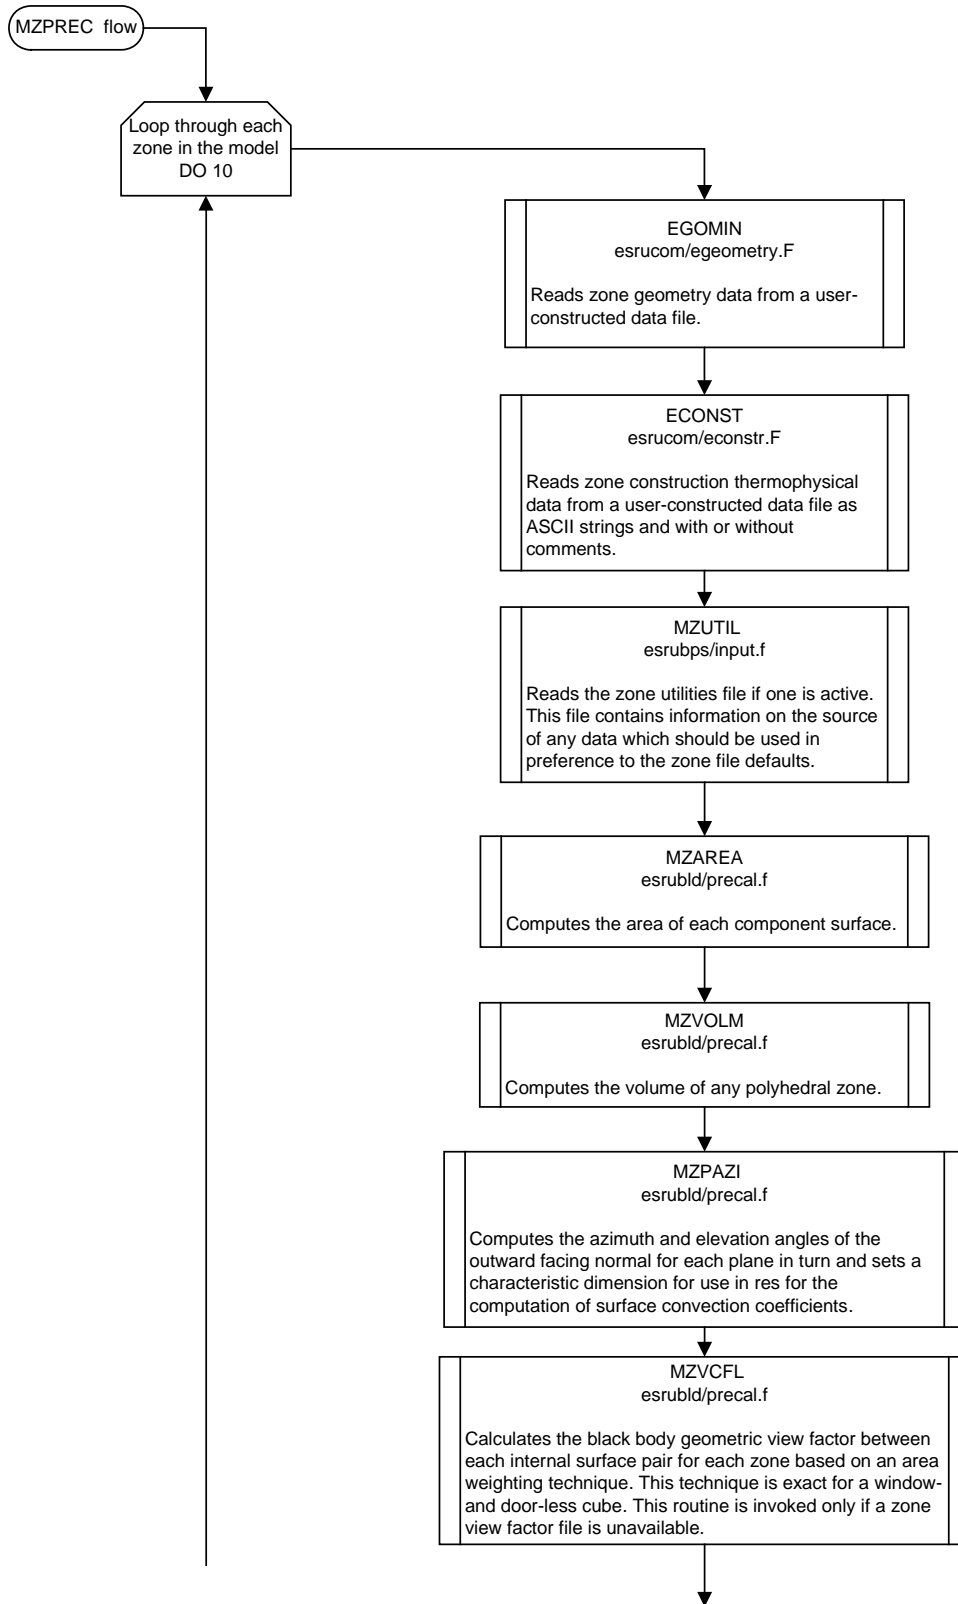 MZPREC flow
Loop through each
zone in the model
DO 10
EGOMIN
esrucom/egeometry.F
Reads zone geometry data from a user-
constructed data file.
ECONST
esrucom/econstr.F
Reads zone construction thermophysical
data from a user-constructed data file as
ASCII strings and with or without
comments.
MZUTIL
esrubps/input.f
Reads the zone utilities file if one is active.
This file contains information on the source
of any data which should be used in
preference to the zone file defaults.
MZAREA
esrubld/precal.f
Computes the area of each component surface.
MZVOLM
esrubld/precal.f
Computes the volume of any polyhedral zone.
MZPAZI
esrubld/precal.f
Computes the azimuth and elevation angles of the
outward facing normal for each plane in turn and sets a
characteristic dimension for use in res for the
computation of surface convection coefficients.
MZVCFL
esrubld/precal.f
Calculates the black body geometric view factor between
each internal surface pair for each zone based on an area
weighting technique. This technique is exact for a window-
and door-less cube. This routine is invoked only if a zone
view factor file is unavailable.